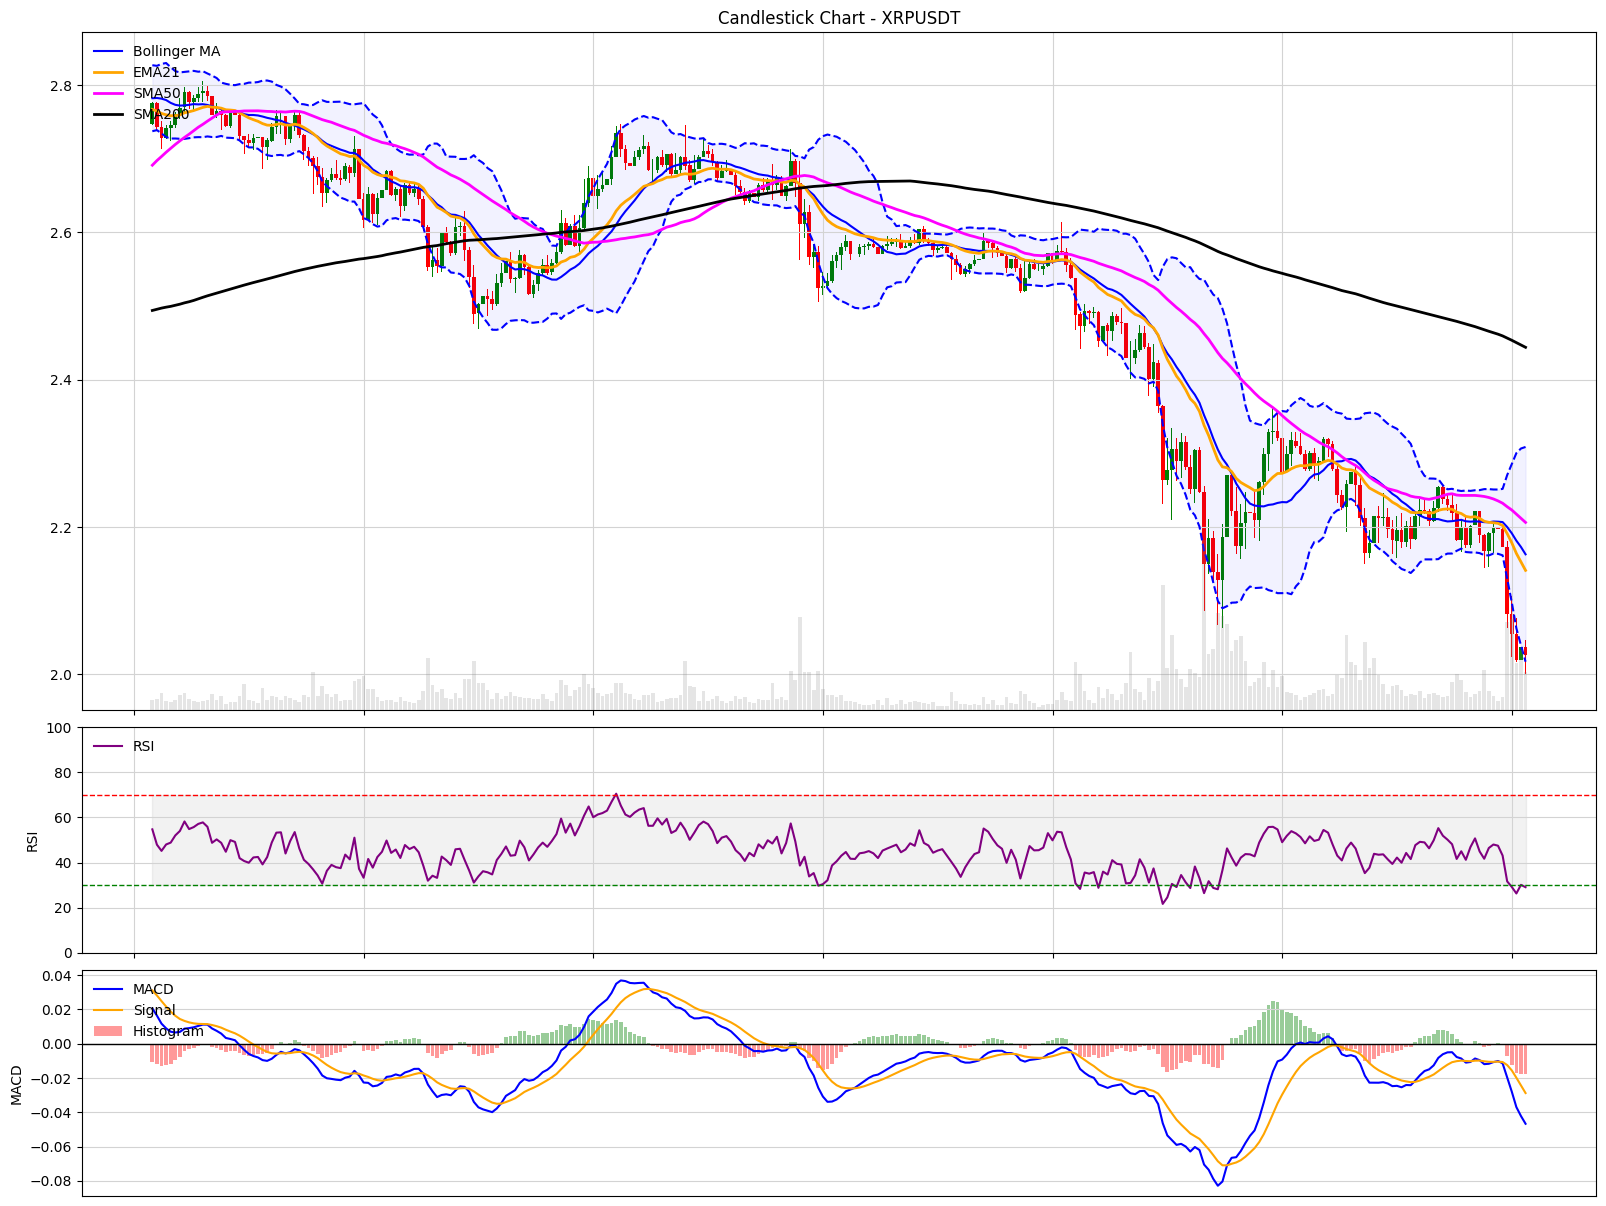 Candlestick Chart - XRPUSDT
Bollinger MA
EMA21
SMA50
SMA200
2.8
2.6
2.4
2.2
2.0
RSI
100
80
60
40
20
0
RSI
MACD
Signal
Histogram
0.04
0.02
0.00
−0.02
−0.04
−0.06
−0.08
MACD